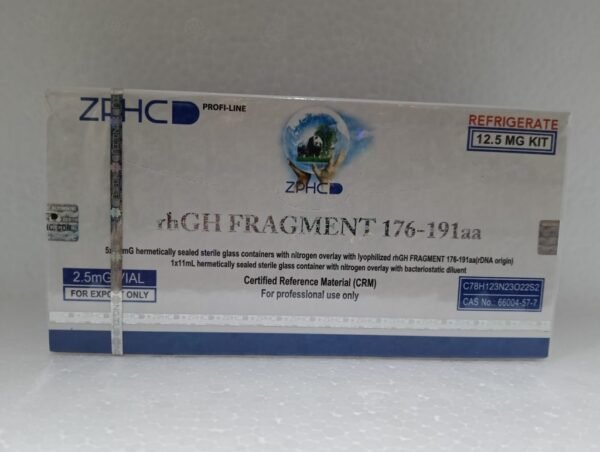 ZPHC PROFI-LINE
REFRIGERATE
12.5 MG KIT
ZPHC
rhGH FRAGMENT 176-191aa
mG hermetically sealed sterile glass containers with nitrogen overlay with lyophilized rhGH FRAGMENT 176-191aa(rDNA origin)
1x11mL hermetically sealed sterile glass container with nitrogen overlay with bacteriostatic diluent
2.5mG/VIAL
FOR EXPORT ONLY
Certified Reference Material (CRM)
For professional use only
C78H123N23O22S2
CAS No.: 66004-57-7